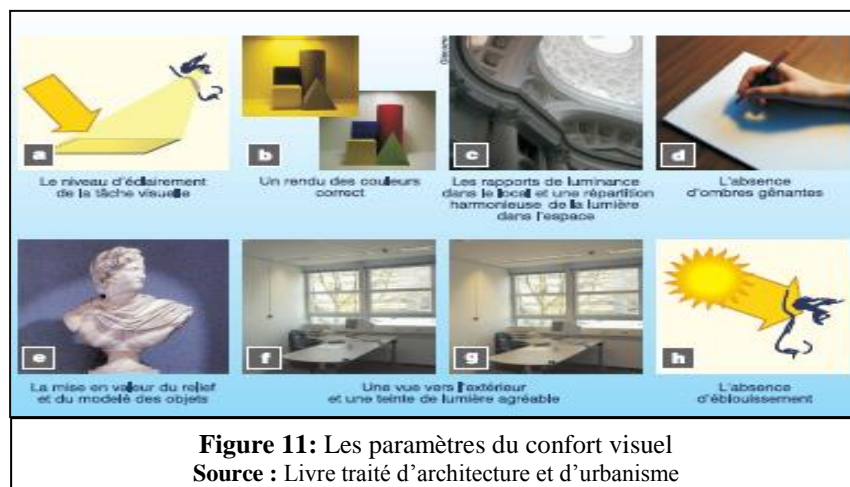 a
b
c
d
Le niveau d'éclairement
de la tâche visuelle
Un rendu des couleurs
correct
Les rapports de luminance
dans le local et une répartition
harmonieuse de la lumière
dans l'espace
L'absence
d'ombres gênantes
e
f
g
h
La mise en valeur du relief
et du modelé des objets
Une vue vers l'extérieur
et une teinte de lumière agréable
L'absence
d'éblouissement
Figure 11: Les paramètres du confort visuel
Source : Livre traité d'architecture et d'urbanisme